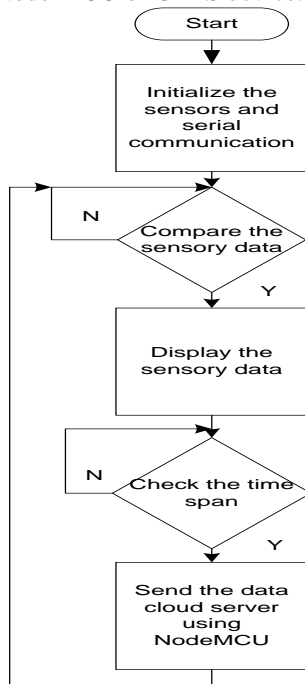 Start
Initialize the
sensors and
serial
communication
N
Compare the
sensory data
Y
Display the
sensory data
N
Check the time
span
Y
Send the data
cloud server
using
NodeMCU